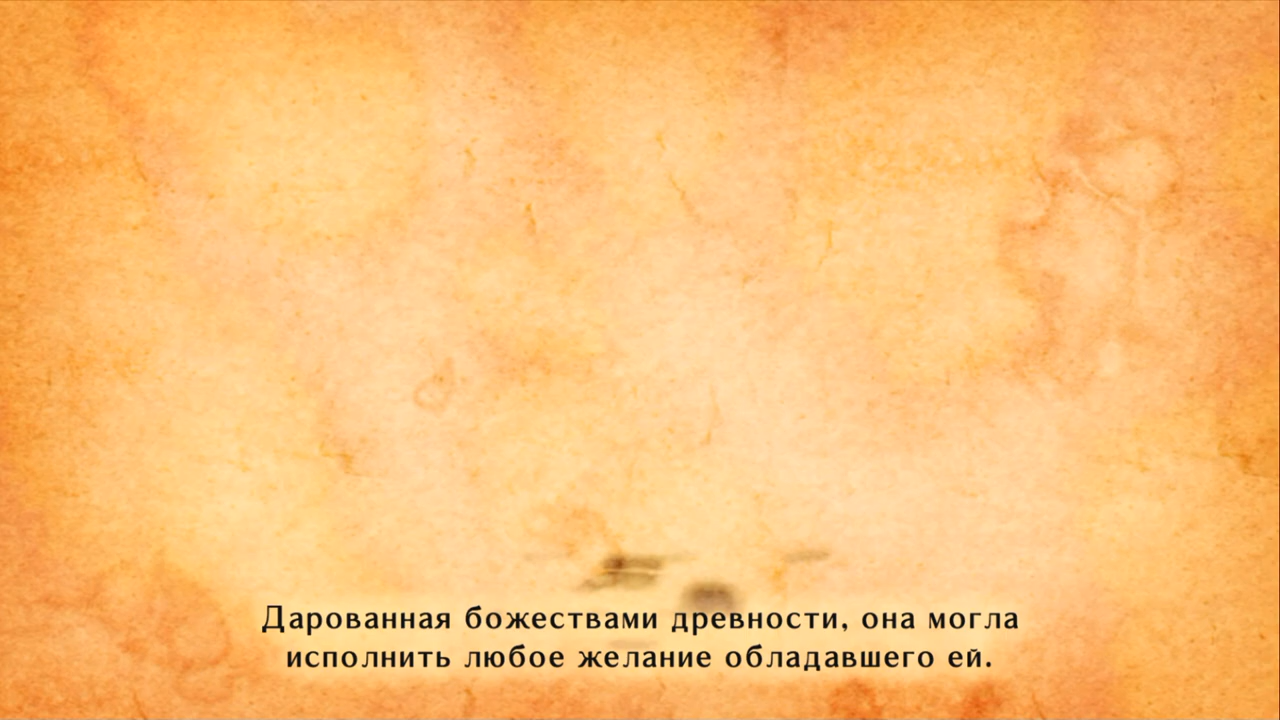 Дарованная божествами древности, она могла
исполнить любое желание обладавшего ей.